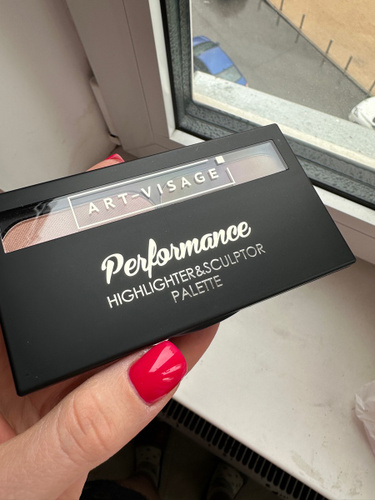 ART-VISAGE
Performance
HIGHLIGHTER&SCULPTOR
PALETTE